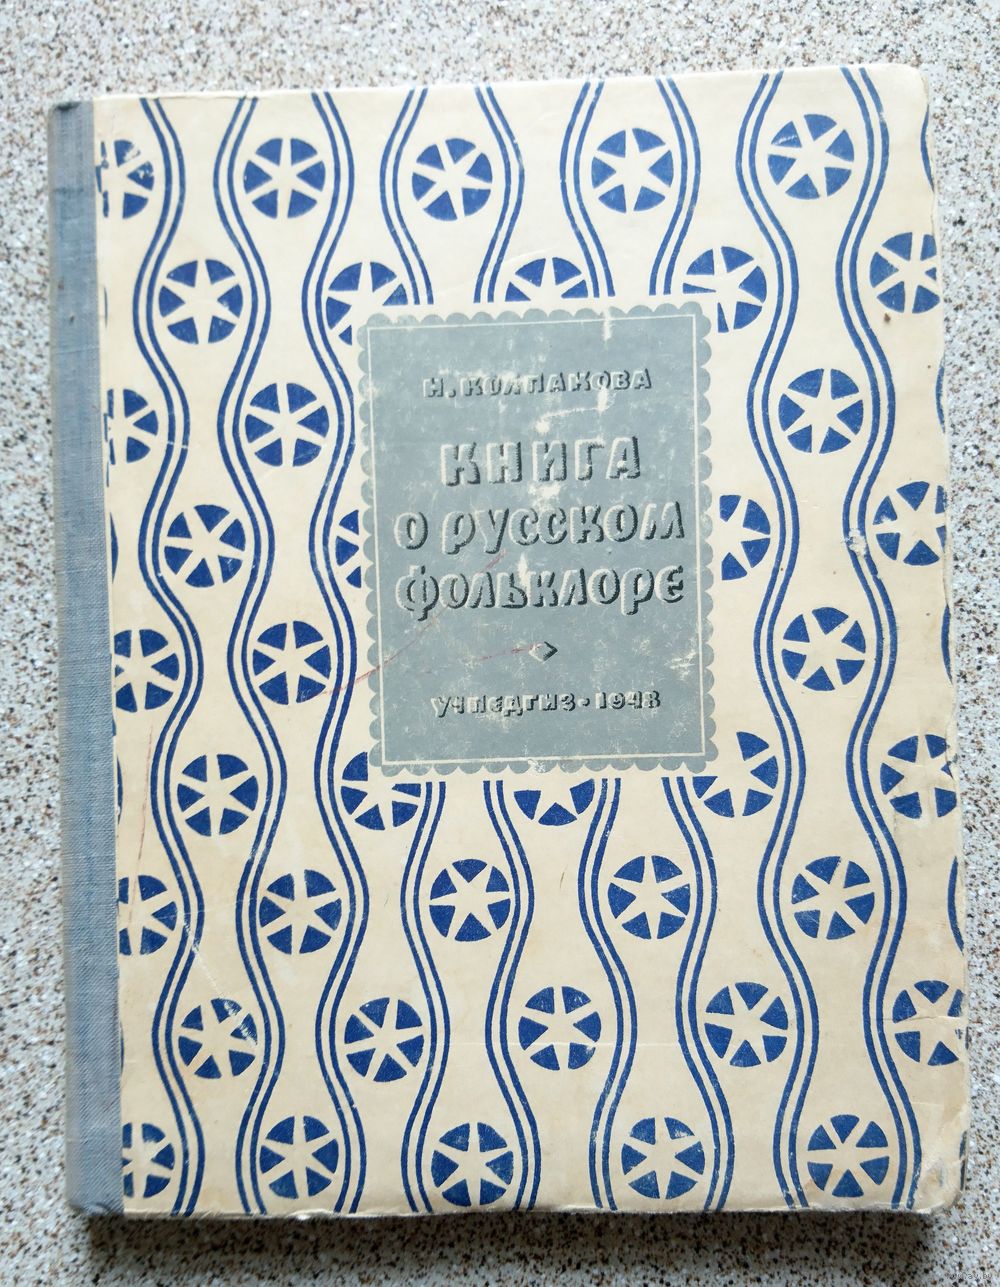 Н. КОЛПАКОВА
КНИГА
О РУССКОМ
ФОЛЬКЛОРЕ
УЧПЕДГИЗ • 1948